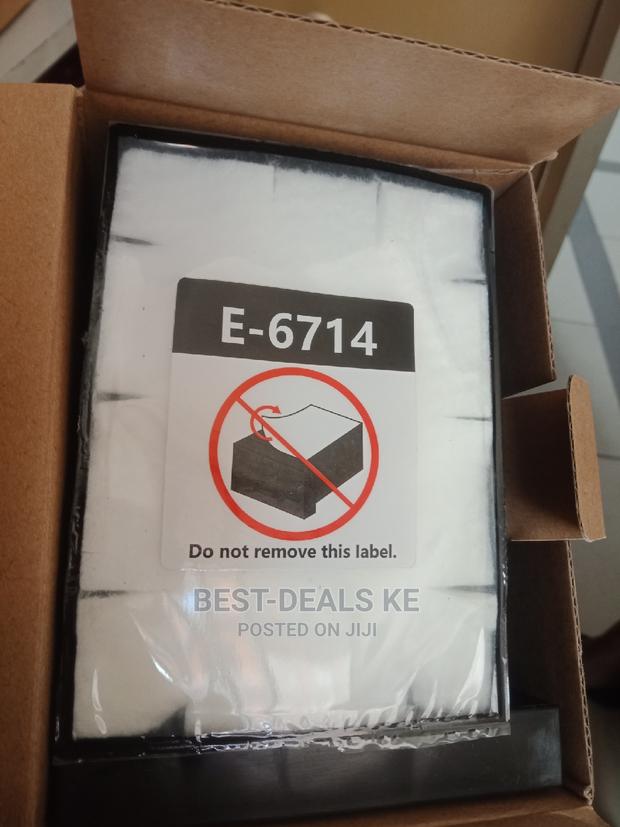 E-6714
Do not remove this label.
BEST-DEALS KE
POSTED ON JIJI